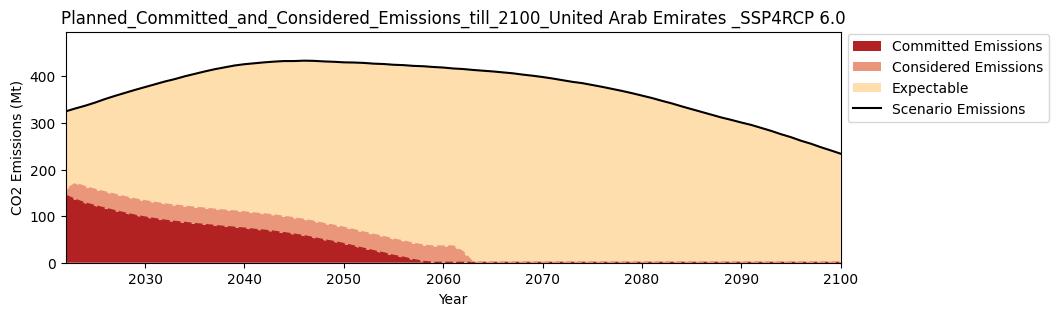 Planned_Committed_and_Considered_Emissions_till_2100_United Arab Emirates _SSP4RCP 6.0
Committed Emissions
Considered Emissions
Expectable
Scenario Emissions
CO2 Emissions (Mt)
400
300
200
100
0
2030 2040 2050 2060 2070 2080 2090 2100
Year